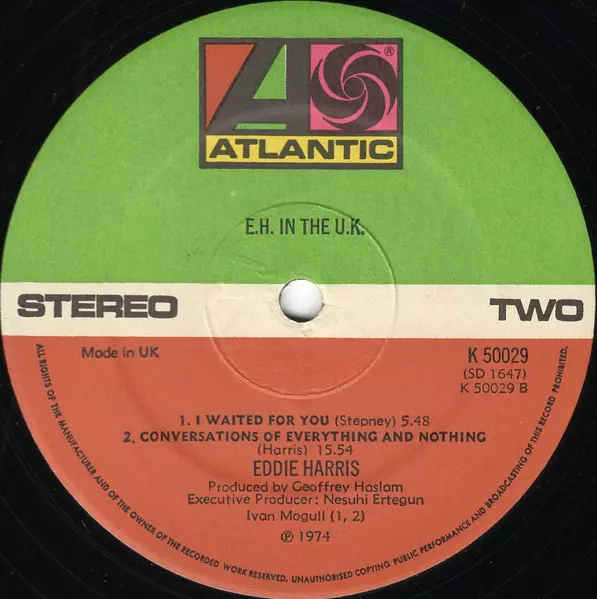 ®
ATLANTIC
E.H. IN THE U.K.
STEREO TWO
Made in UK
K 50029
(SD 1647)
K 50029 B
1. I WAITED FOR YOU (Stepney) 5.48
2. CONVERSATIONS OF EVERYTHING AND NOTHING
(Harris) 15.54
EDDIE HARRIS
Produced by Geoffrey Haslam
Executive Producer: Nesuhi Ertegun
Ivan Mogull (1, 2)
℗ 1974
ALL RIGHTS OF THE MANUFACTURER AND OF THE OWNER OF THE RECORDED WORK RESERVED. UNAUTHORISED COPYING PUBLIC PERFORMANCE AND BROADCASTING OF THIS RECORD PROHIBITED.